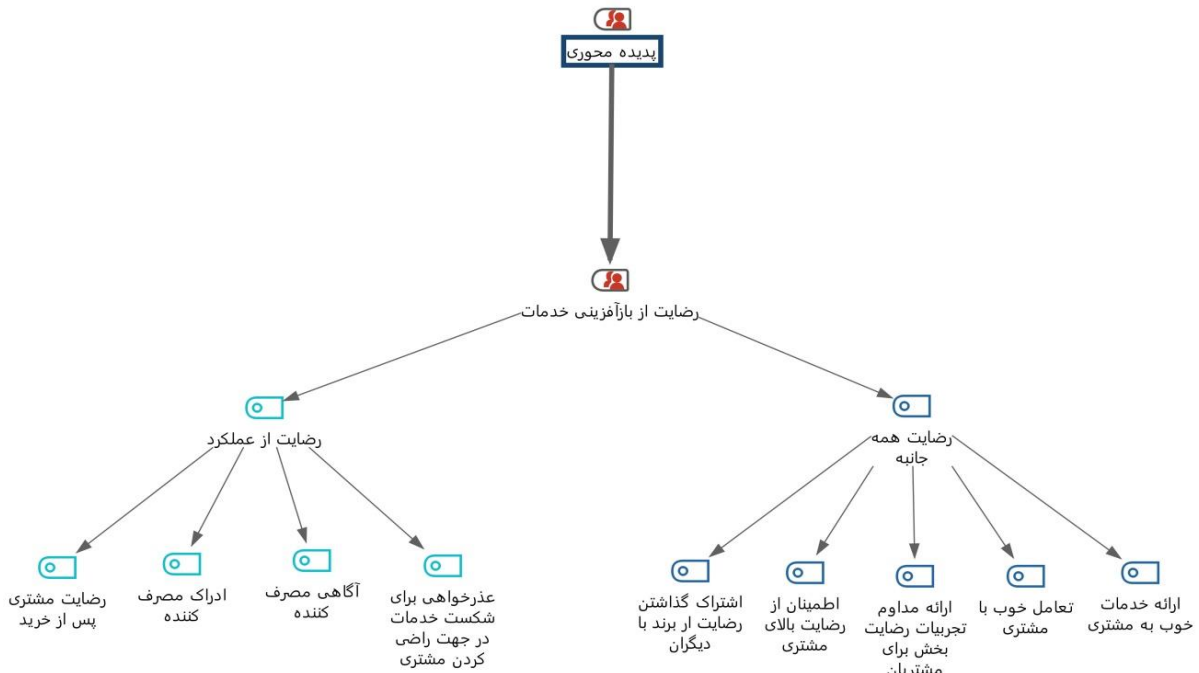 پدیده محوری
رضایت از بازآفزینی خدمات
رضایت همه
جانبه
رضایت از عملکرد
ارائه خدمات
خوب به مشتری
تعامل خوب با
مشتری
ارائه مداوم
تجربیات رضایت
بخش برای
مشتریان
اطمینان از
رضایت بالای
مشتری
اشتراک گذاشتن
رضایت ار برند با
دیگران
عذرخواهی برای
شکست خدمات
در جهت راضی
کردن مشتری
آگاهی مصرف
کننده
ادراک مصرف
کننده
رضایت مشتری
پس از خرید